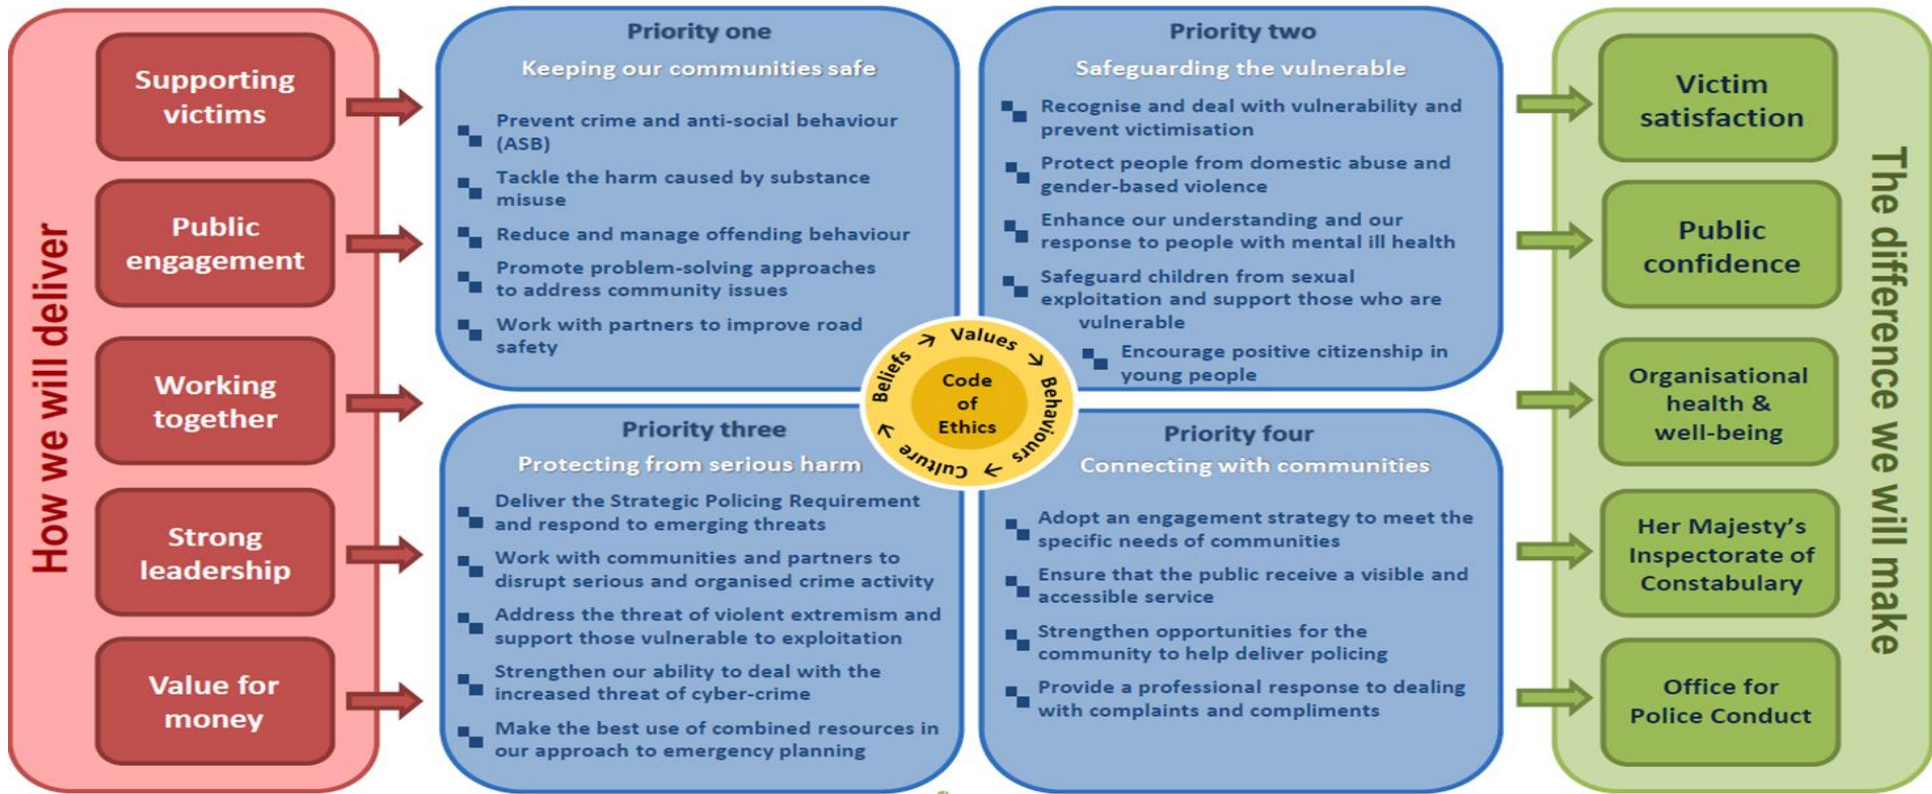 How we will deliver
Supporting
victims
Public
engagement
Working
together
Strong
leadership
Value for
money
Priority one
Keeping our communities safe
Prevent crime and anti-social behaviour
(ASB)
Tackle the harm caused by substance
misuse
Reduce and manage offending behaviour
Promote problem-solving approaches
to address community issues
Work with partners to improve road
safety
Priority two
Safeguarding the vulnerable
Recognise and deal with vulnerability and
prevent victimisation
Protect people from domestic abuse and
gender-based violence
Enhance our understanding and our
response to people with mental ill health
Safeguard children from sexual
exploitation and support those who are
vulnerable
Encourage positive citizenship in
young people
Beliefs → Values → Behaviours → Culture →
Code
of
Ethics
Priority three
Protecting from serious harm
Deliver the Strategic Policing Requirement
and respond to emerging threats
Work with communities and partners to
disrupt serious and organised crime activity
Address the threat of violent extremism and
support those vulnerable to exploitation
Strengthen our ability to deal with the
increased threat of cyber-crime
Make the best use of combined resources in
our approach to emergency planning
Priority four
Connecting with communities
Adopt an engagement strategy to meet the
specific needs of communities
Ensure that the public receive a visible and
accessible service
Strengthen opportunities for the
community to help deliver policing
Provide a professional response to dealing
with complaints and compliments
Victim
satisfaction
Public
confidence
Organisational
health &
well-being
Her Majesty's
Inspectorate of
Constabulary
Office for
Police Conduct
The difference we will make